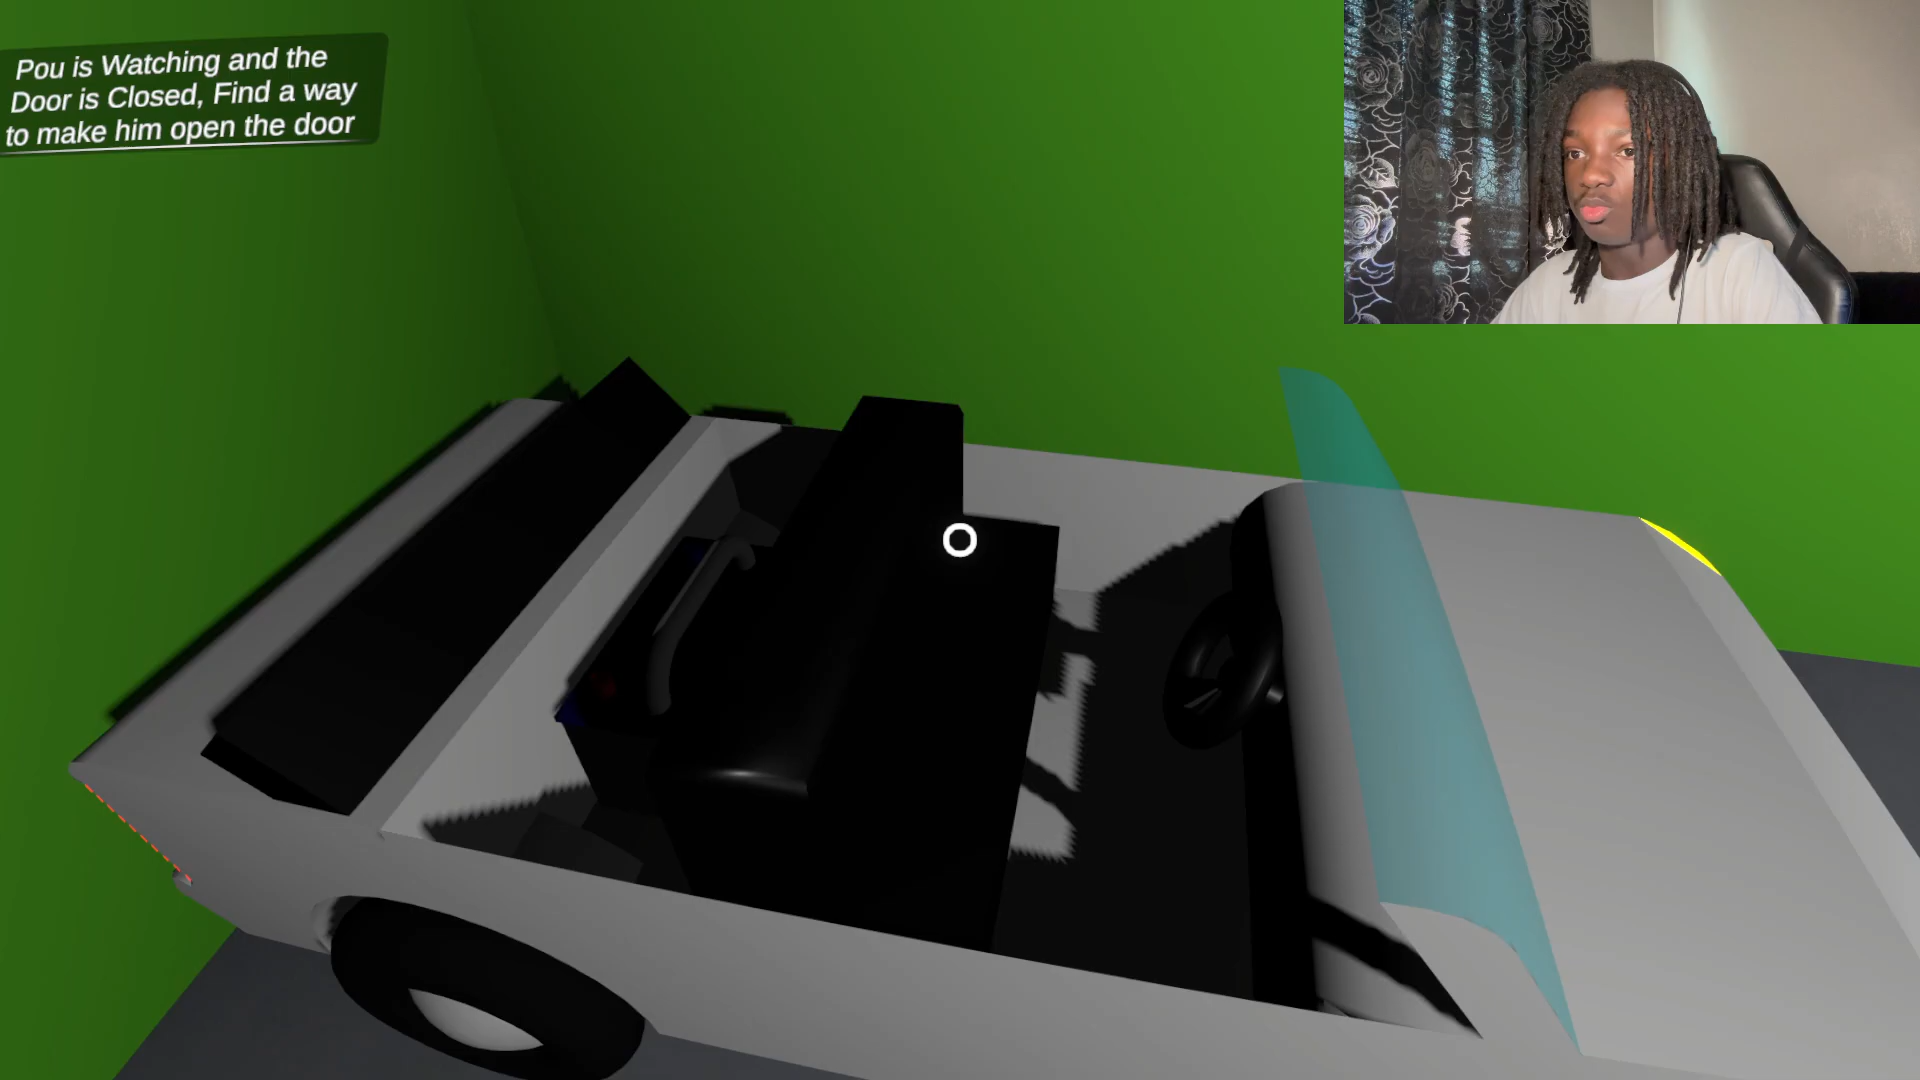 Pou is Watching and the
Door is Closed, Find a way
to make him open the door